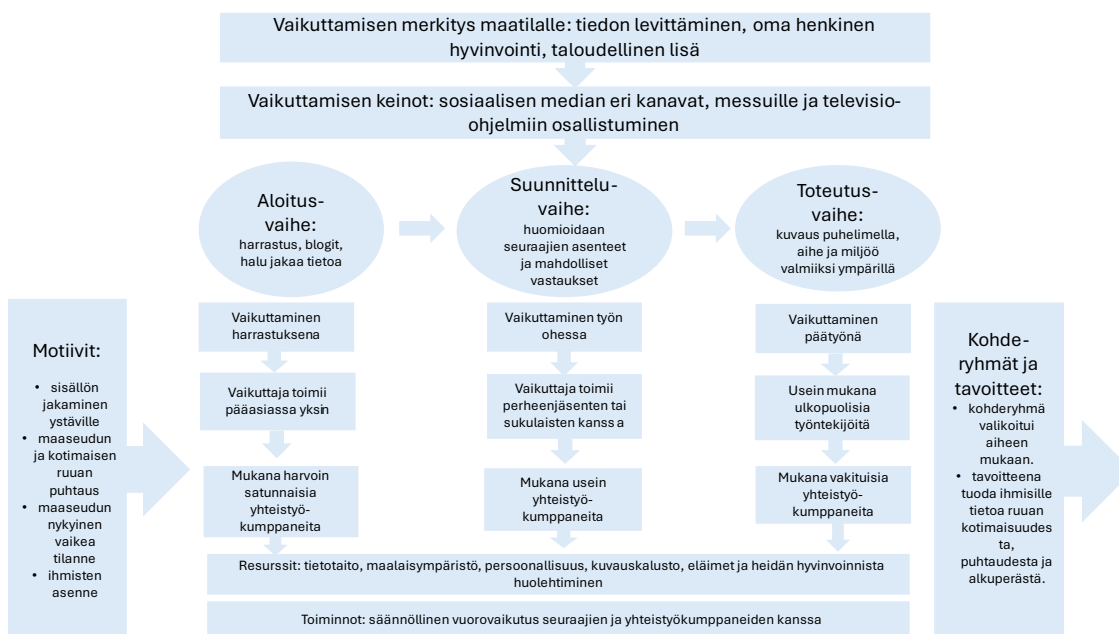 Vaikuttamisen merkitys maatilalle: tiedon levittäminen, oma henkinen
hyvinvointi, taloudellinen lisä
Vaikuttamisen keinot: sosiaalisen median eri kanavat, messuille ja televisio-
ohjelmiin osallistuminen
Aloitus-
vaihe:
harrastus, blogit,
halu jakaa tietoa
Suunnittelu-
vaihe:
huomioidaan
seuraajien asenteet
ja mahdolliset
vastaukset
Toteutus-
vaihe:
kuvaus puhelimella,
aihe ja miljöö
valmiiksi ympärillä
Motiivit:
• sisällön
jakaminen
ystäville
• maaseudun
ja kotimaisen
ruuan
puhtaus
• maaseudun
nykyinen
vaikea
tilanne
• ihmisten
asenne
Vaikuttaminen
harrastuksena
Vaikuttaja toimii
pääasiassa yksin
Mukana harvoin
satunnaisia
yhteistyö-
kumppaneita
Vaikuttaminen työn
ohessa
Vaikuttaja toimii
perheenjäsenten tai
sukulaisten kanssa
Mukana usein
yhteistyö-
kumppaneita
Vaikuttaminen
päätyönä
Usein mukana
ulkopuolisia
työntekijöitä
Mukana vakituisia
yhteistyö-
kumppaneita
Kohde-
ryhmät ja
tavoitteet:
• kohderyhmä
valikoitui
aiheen
mukaan.
• tavoitteena
tuoda ihmisille
tietoa ruuan
kotimaisuudes
ta,
puhtaudesta ja
alkuperästä.
Resurssit: tietotaito, maalaisympäristö, persoonallisuus, kuvauskalusto, eläimet ja heidän hyvinvoinnista
huolehtiminen
Toiminnot: säännöllinen vuorovaikutus seuraajien ja yhteistyökumppaneiden kanssa